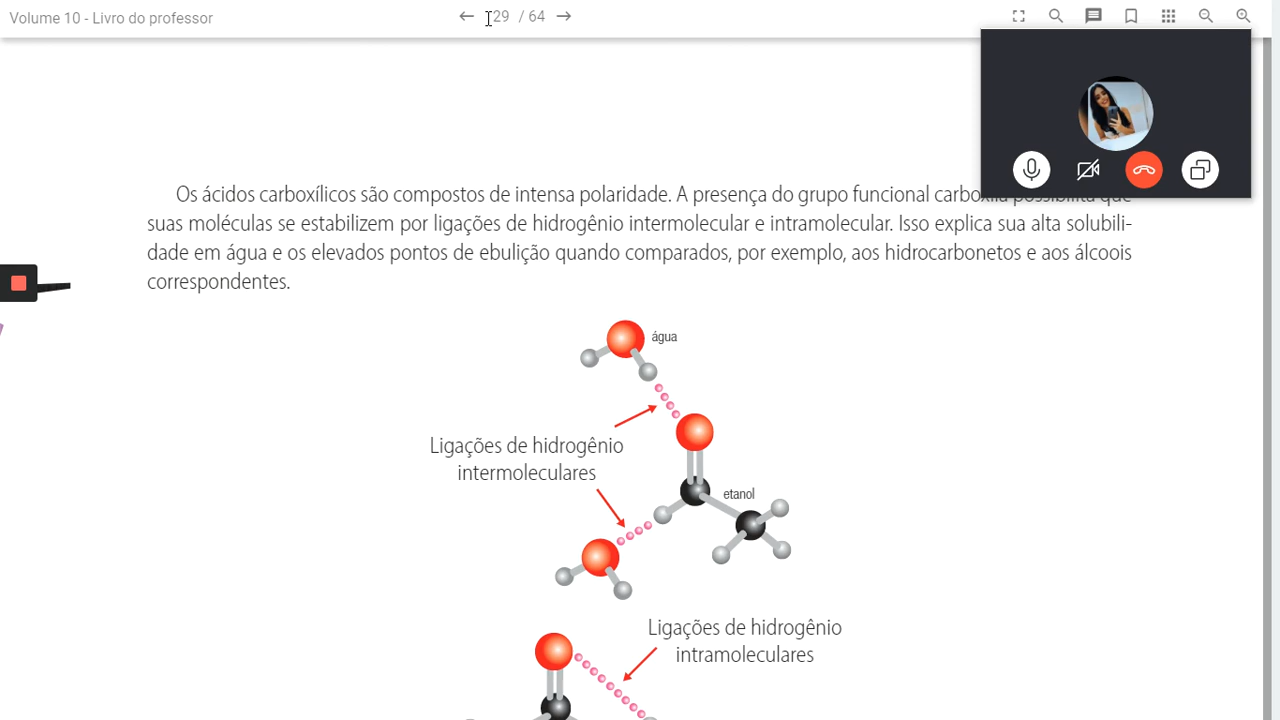 Volume 10 - Livro do professor
29 / 64
Os ácidos carboxílicos são compostos de intensa polaridade. A presença do grupo funcional carboxila possibilita que
suas moléculas se estabilizem por ligações de hidrogênio intermolecular e intramolecular. Isso explica sua alta solubili-
dade em água e os elevados pontos de ebulição quando comparados, por exemplo, aos hidrocarbonetos e aos álcoois
correspondentes.
água
Ligações de hidrogênio
intermoleculares
etanol
Ligações de hidrogênio
intramoleculares